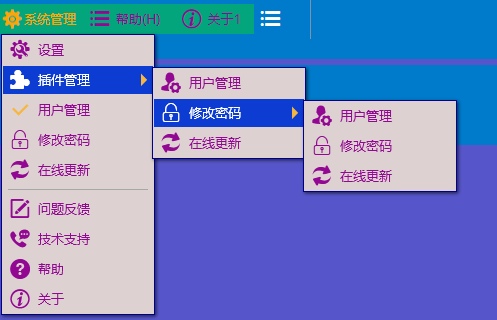 系统管理 帮助(H) 关于1
设置
插件管理
用户管理
修改密码
在线更新
问题反馈
技术支持
帮助
关于
用户管理
修改密码
在线更新
用户管理
修改密码
在线更新